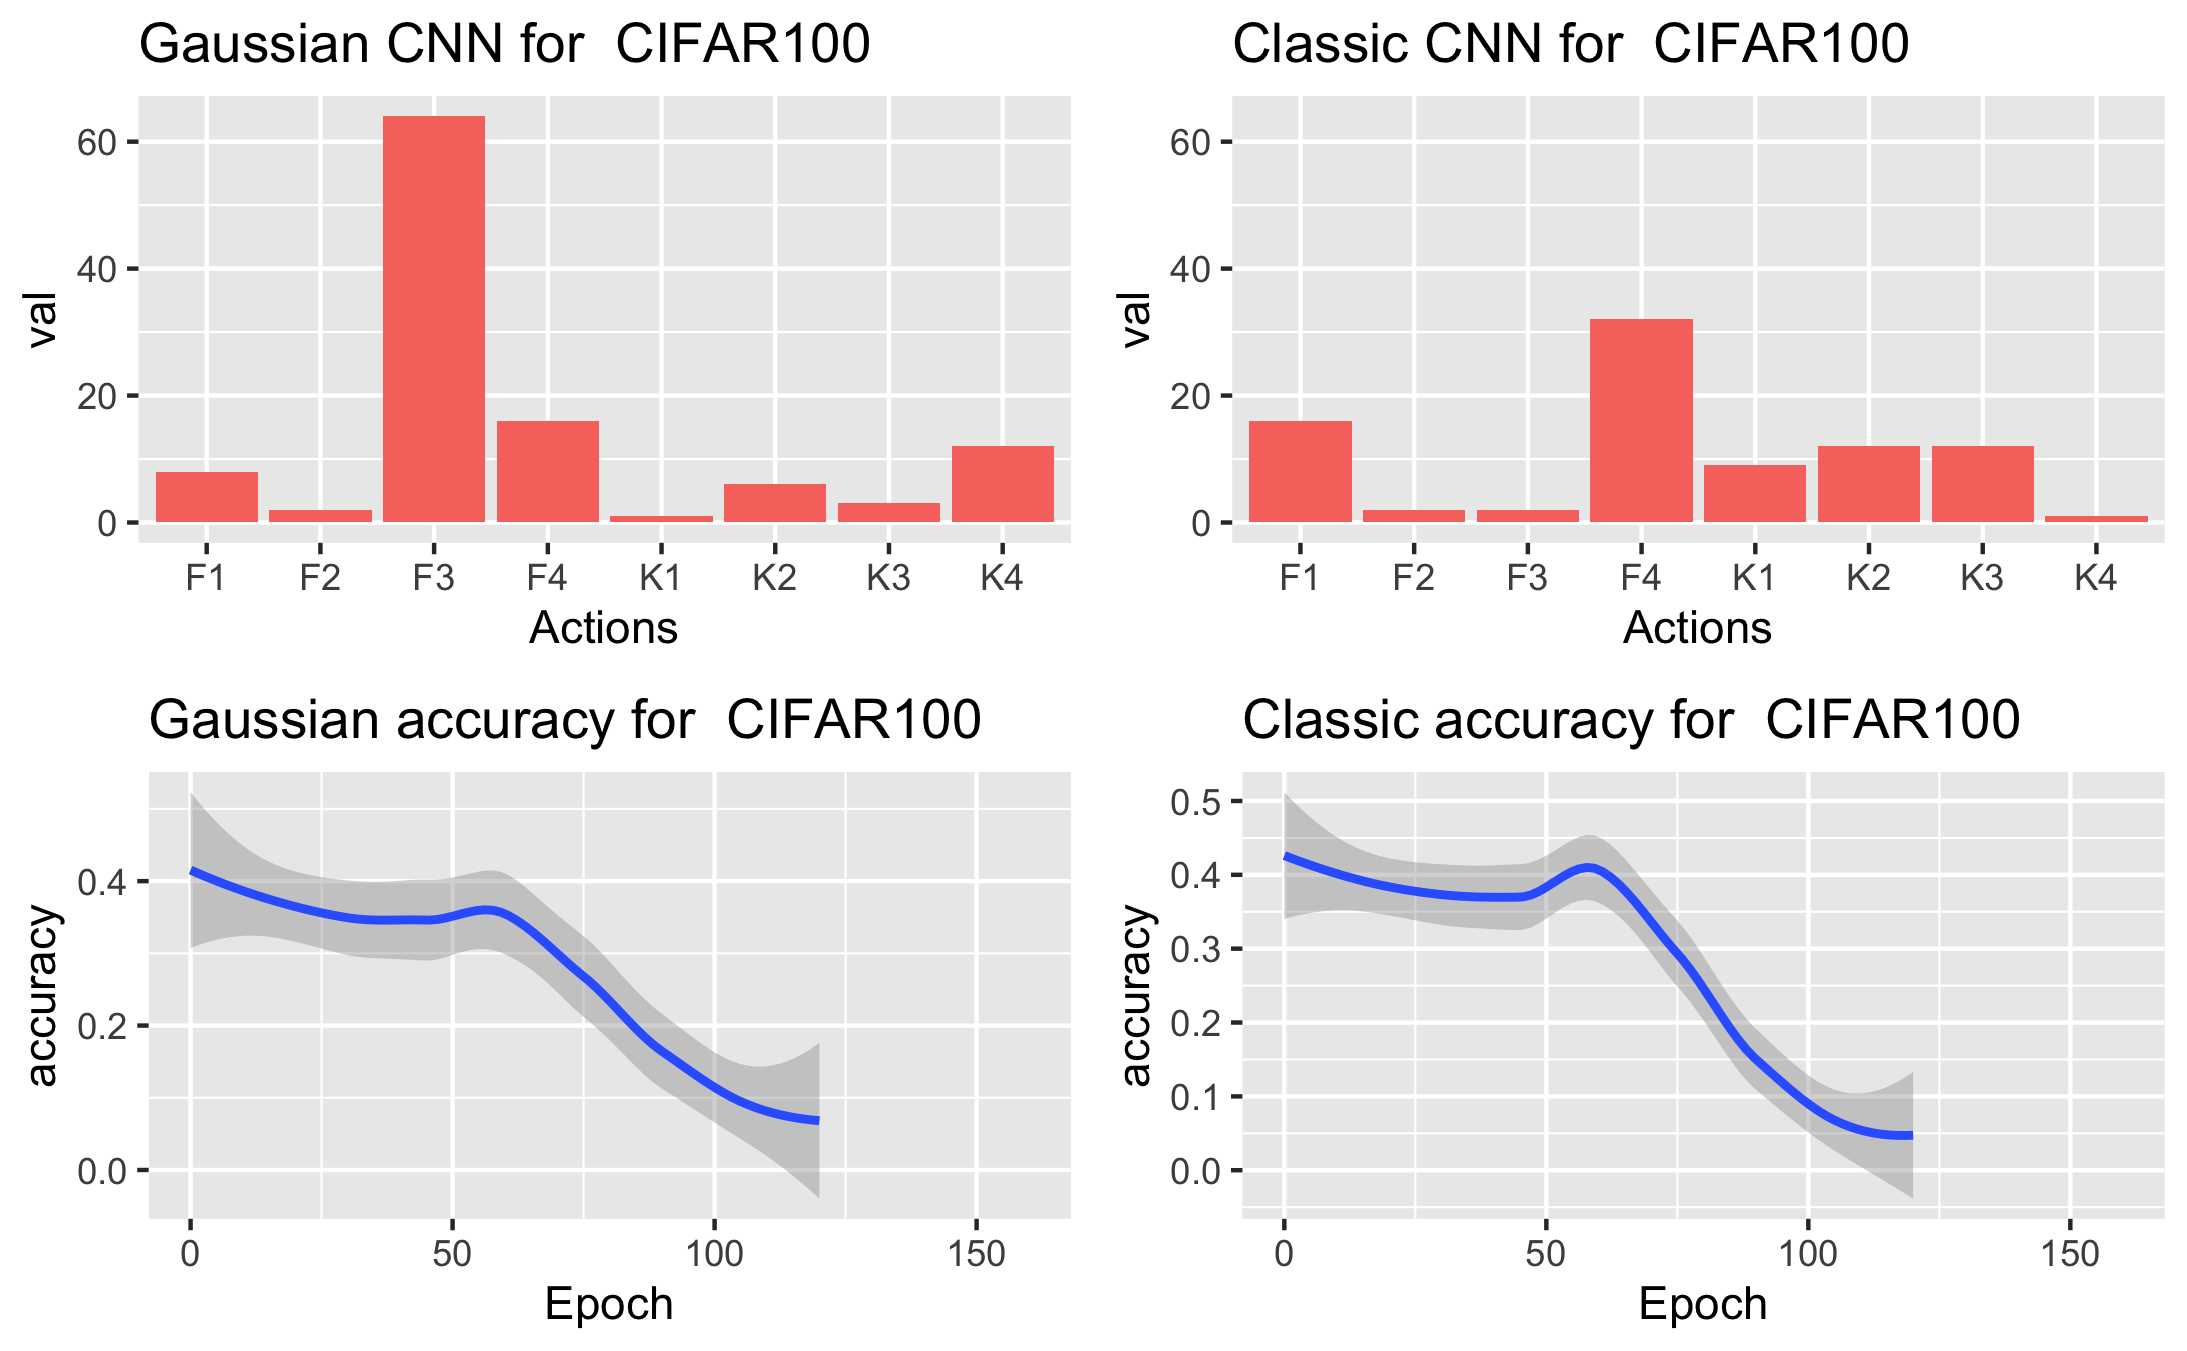 Gaussian CNN for  CIFAR100
60
40
20
0
val
F1 F2 F3 F4 K1 K2 K3 K4
Actions
Classic CNN for  CIFAR100
60
40
20
0
val
F1 F2 F3 F4 K1 K2 K3 K4
Actions
Gaussian accuracy for  CIFAR100
0.4
0.2
0.0
accuracy
0 50 100 150
Epoch
Classic accuracy for  CIFAR100
0.5
0.4
0.3
0.2
0.1
0.0
accuracy
0 50 100 150
Epoch